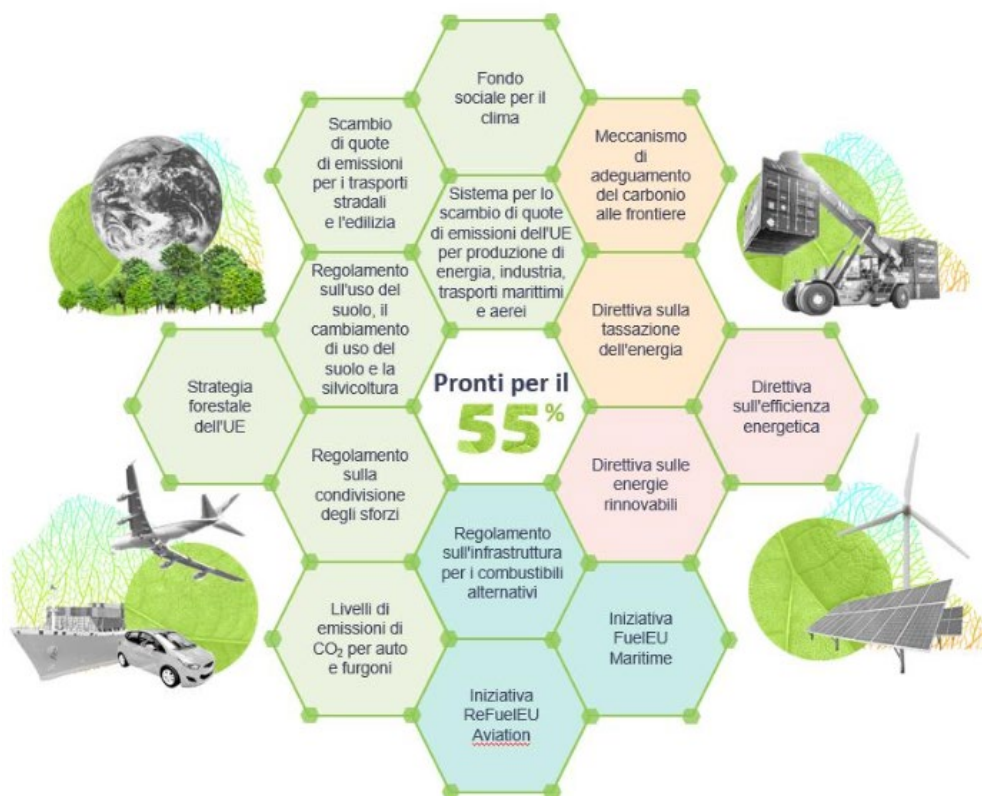 Fondo
sociale per il
clima
Scambio
di quote
di emissioni
per i trasporti
stradali
e l'edilizia
Meccanismo
di
adeguamento
del carbonio
alle frontiere
Sistema per lo
scambio di quote
di emissioni dell'UE
per produzione di
energia, industria,
trasporti marittimi
e aerei
Regolamento
sull'uso del
suolo, il
cambiamento
di uso del
suolo e la
silvicoltura
Direttiva sulla
tassazione
dell'energia
Strategia
forestale
dell'UE
Pronti per il
55%
Direttiva
sull'efficienza
energetica
Regolamento
sulla
condivisione
degli sforzi
Direttiva sulle
energie
rinnovabili
Regolamento
sull'infrastruttura
per i combustibili
alternativi
Livelli di
emissioni di
CO₂ per auto
e furgoni
Iniziativa
FuelEU
Maritime
Iniziativa
ReFuelEU
Aviation